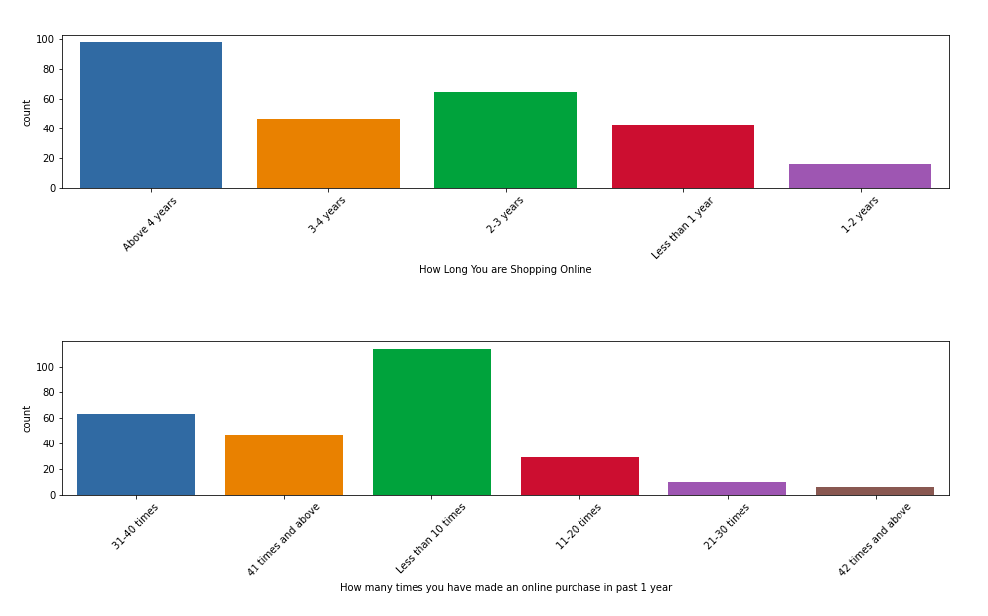 100
80
60
40
20
0
count
Above 4 years
3-4 years
2-3 years
Less than 1 year
1-2 years
How Long You are Shopping Online
100
80
60
40
20
0
count
31-40 times
41 times and above
Less than 10 times
11-20 times
21-30 times
42 times and above
How many times you have made an online purchase in past 1 year